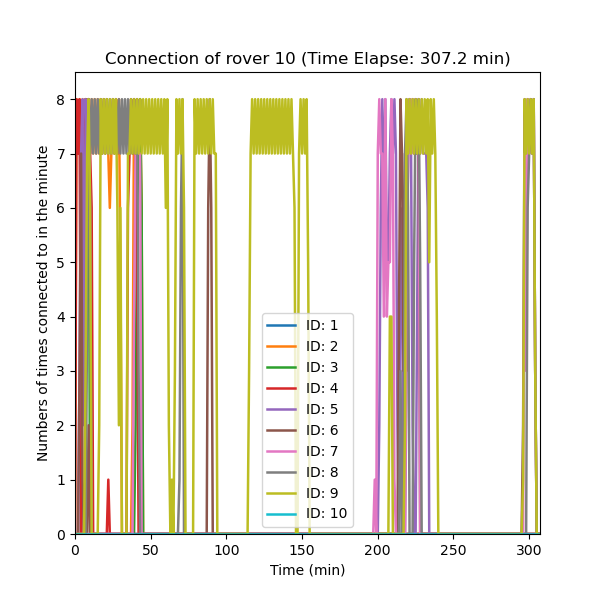 Connection of rover 10 (Time Elapse: 307.2 min)
Numbers of times connected to in the minute
8
7
6
5
4
3
2
1
0
ID: 1
ID: 2
ID: 3
ID: 4
ID: 5
ID: 6
ID: 7
ID: 8
ID: 9
ID: 10
0 50 100 150 200 250 300
Time (min)